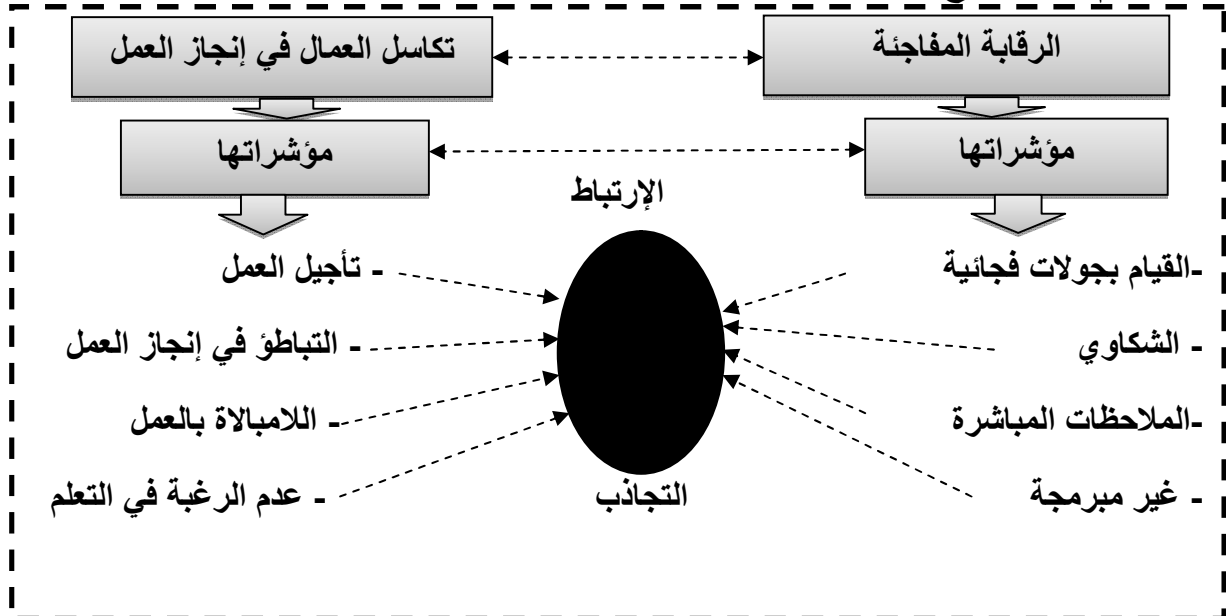 الرقابة المفاجئة
تكاسل العمال في إنجاز العمل
مؤشراتها
مؤشراتها
الإرتباط
-القيام بجولات فجائية
- تأجيل العمل
- الشكاوي
- التباطؤ في إنجاز العمل
-الملاحظات المباشرة
- اللامبالاة بالعمل
- غير مبرمجة
التجاذب
- عدم الرغبة في التعلم